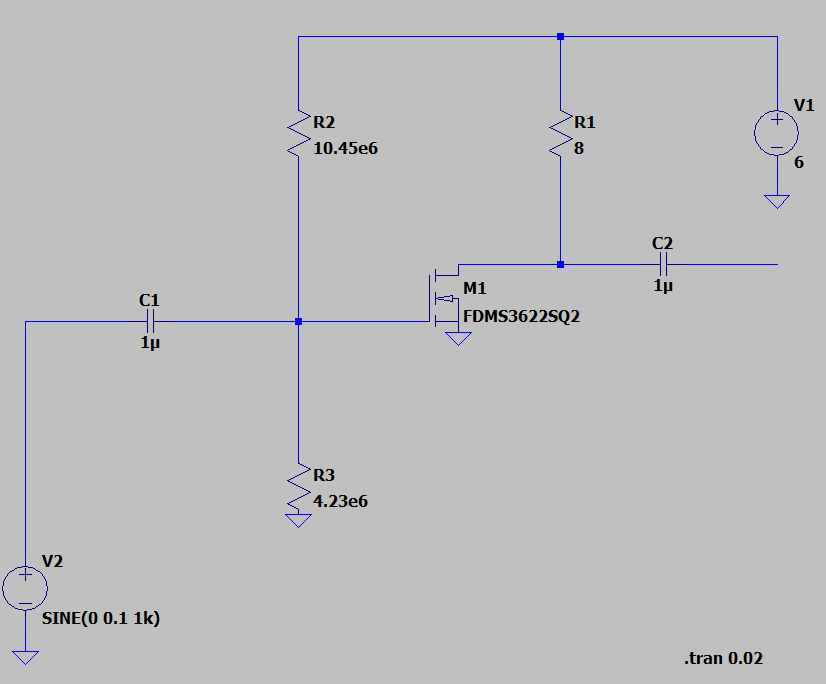 V1
+
6
R2
10.45e6
R1
8
C2
1µ
M1
FDMS3622SQ2
C1
1µ
R3
4.23e6
V2
+
SINE(0 0.1 1k)
.tran 0.02